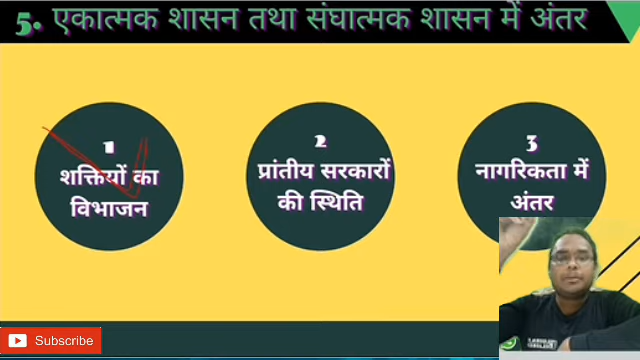 5. एकात्मक शासन तथा संघात्मक शासन में अंतर
1
शक्तियों का
विभाजन
2
प्रांतीय सरकारों
की स्थिति
3
नागरिकता में
अंतर
Subscribe